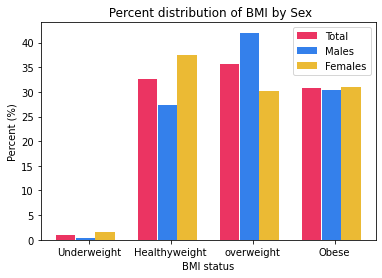 Percent distribution of BMI by Sex
Total
Males
Females
Percent (%)
40
35
30
25
20
15
10
5
0
Underweight Healthyweight overweight Obese
BMI status